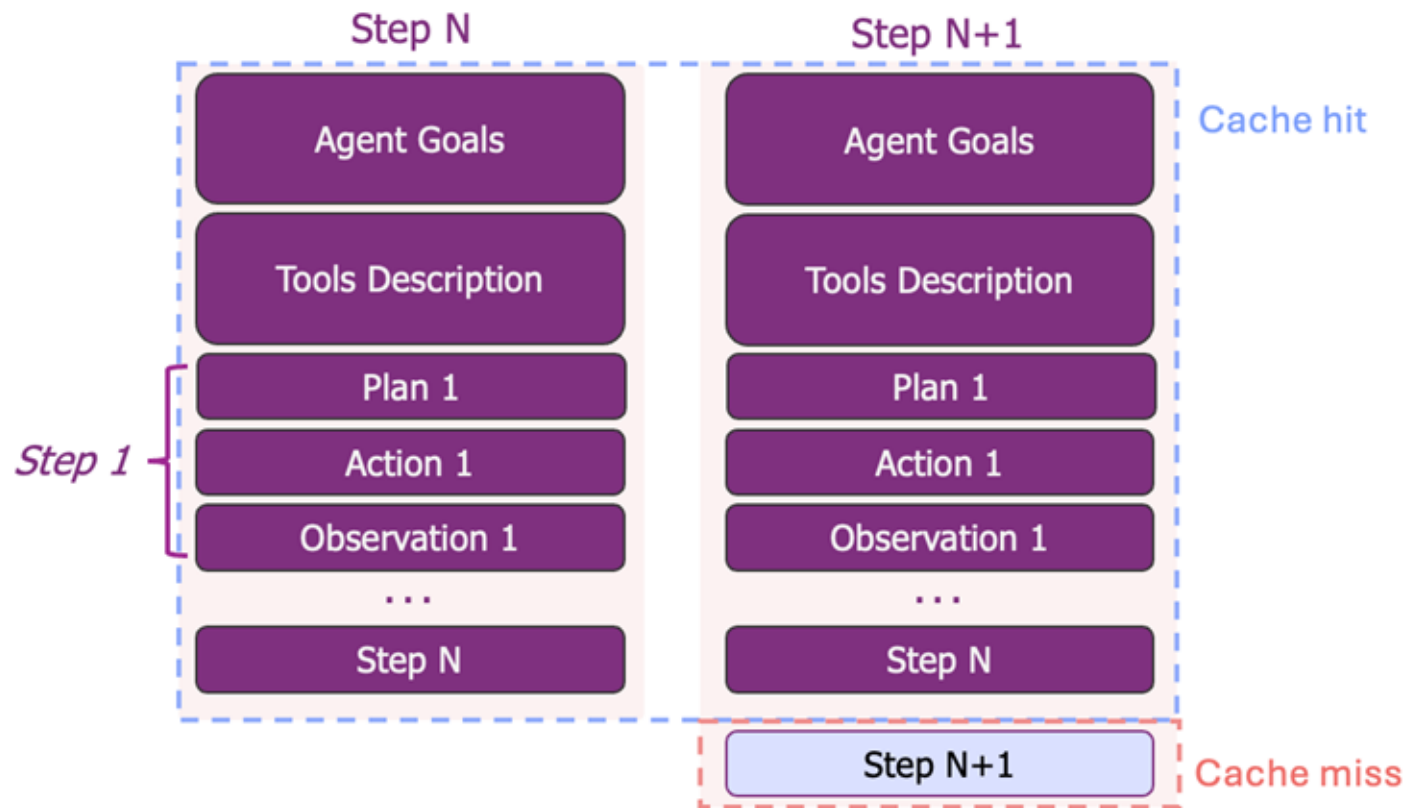 Step N
Step N+1
Agent Goals
Agent Goals
Cache hit
Tools Description
Tools Description
Plan 1
Plan 1
Step 1
Action 1
Action 1
Observation 1
Observation 1
...
...
Step N
Step N
Step N+1
Cache miss